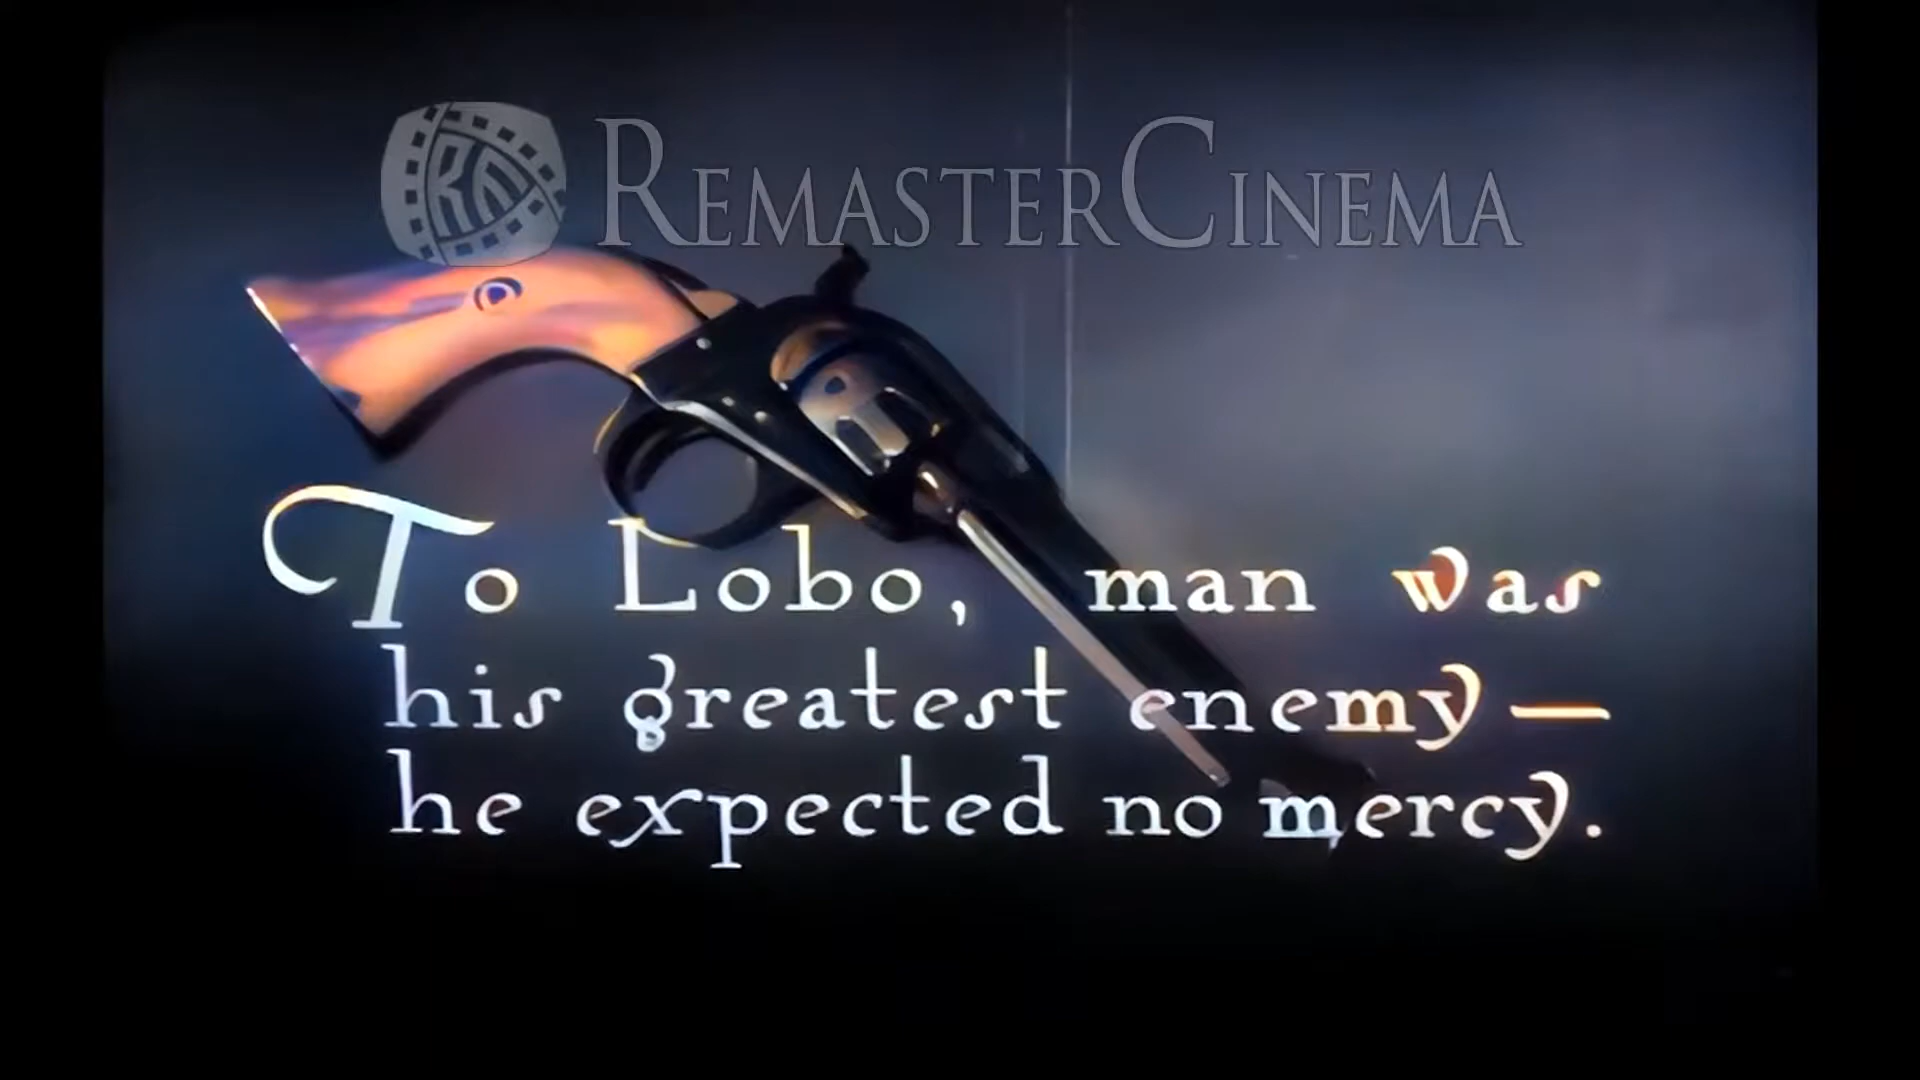 RemasterCinema
To Lobo, man was
his greatest enemy—
he expected no mercy.